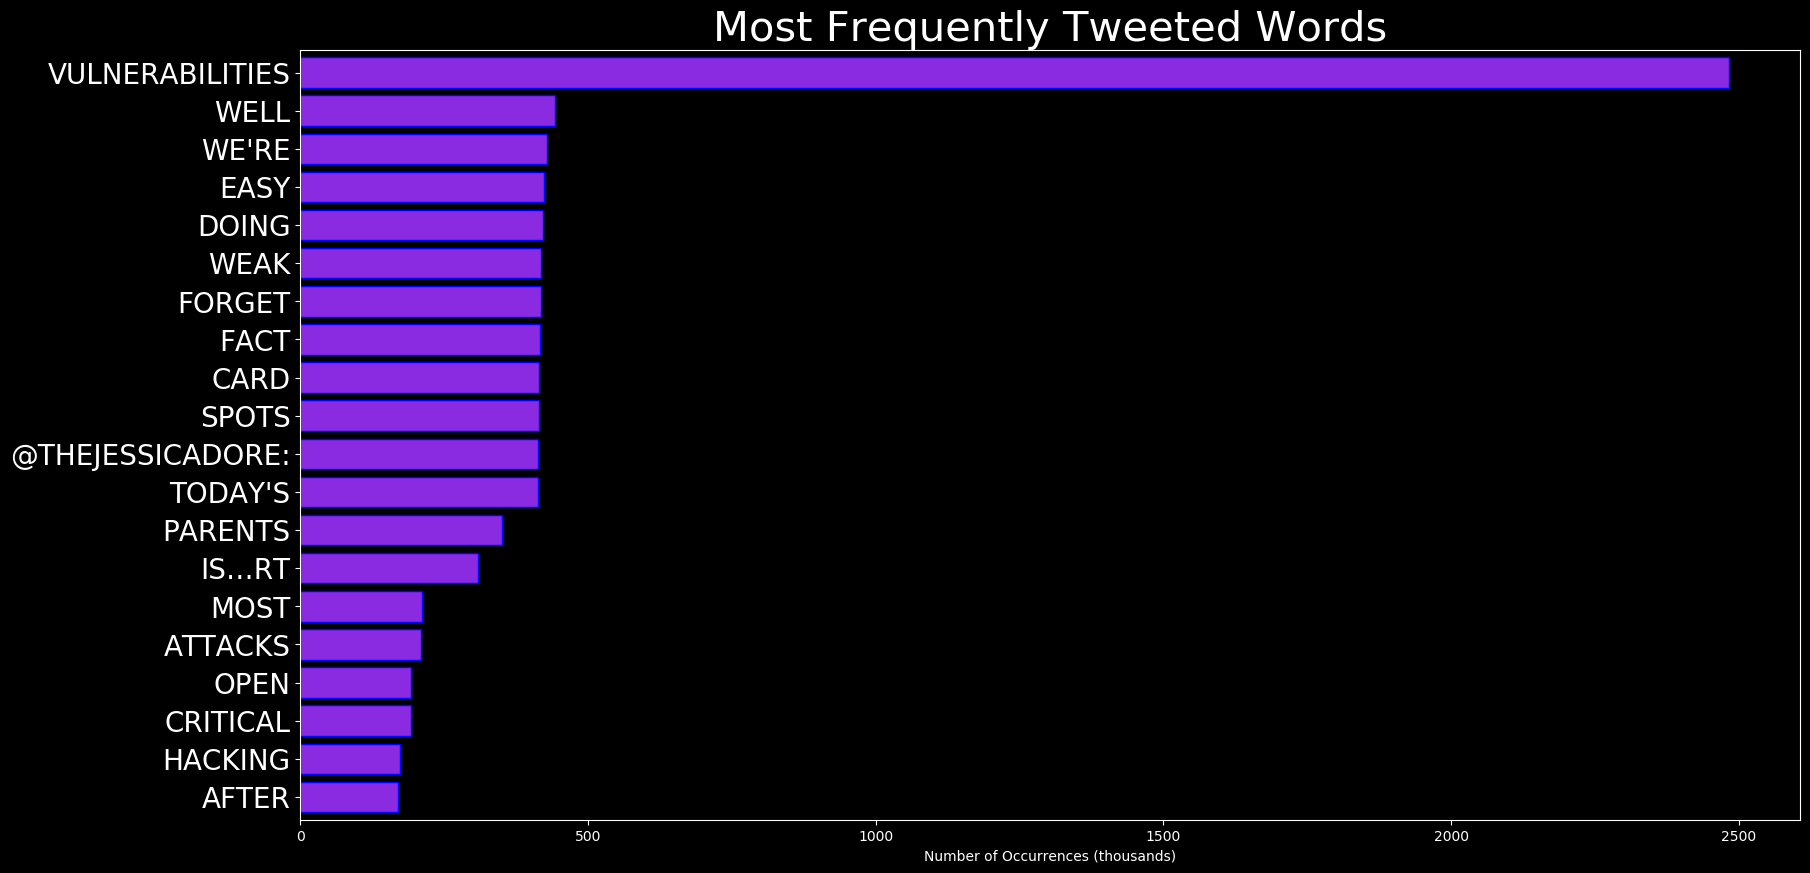 Most Frequently Tweeted Words
VULNERABILITIES
WELL
WE'RE
EASY
DOING
WEAK
FORGET
FACT
CARD
SPOTS
@THEJESSICADORE:
TODAY'S
PARENTS
IS…RT
MOST
ATTACKS
OPEN
CRITICAL
HACKING
AFTER
0 500 1000 1500 2000 2500
Number of Occurrences (thousands)